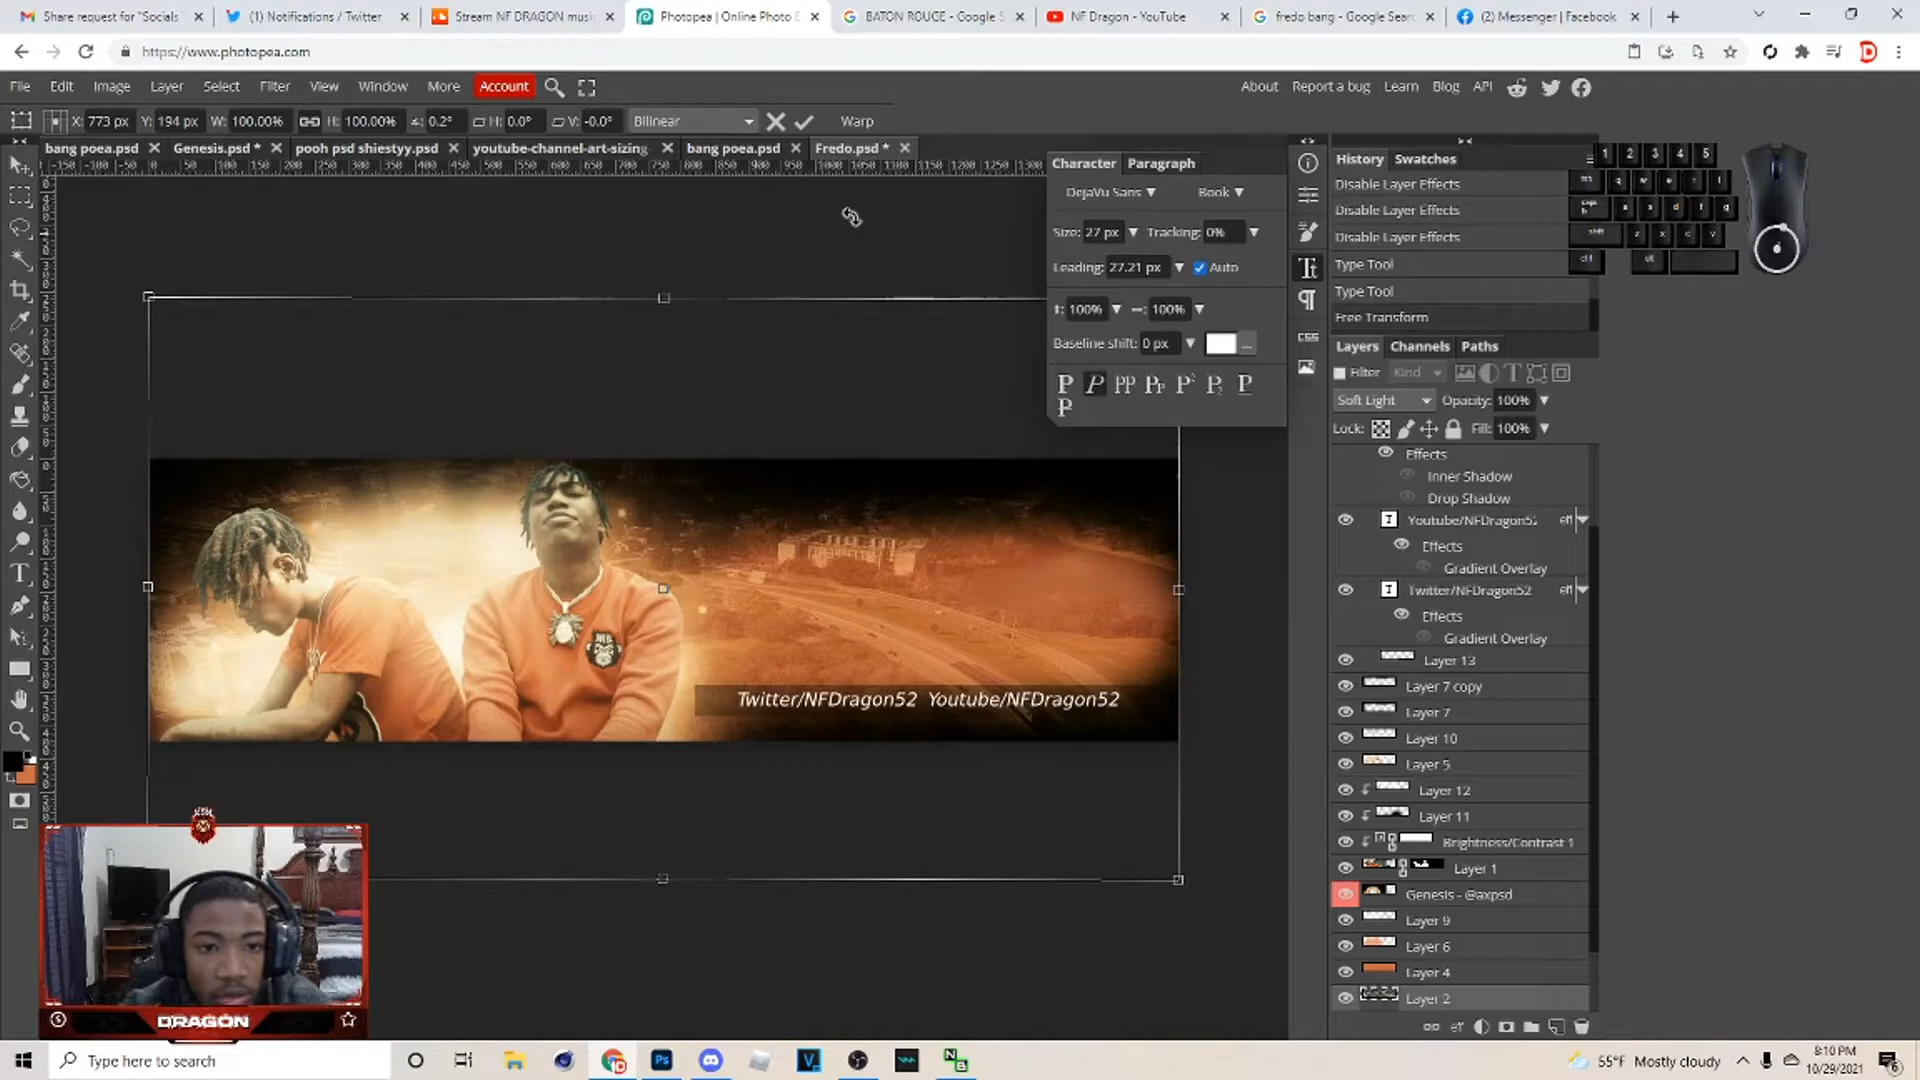 Share request for "Socials
(1) Notifications / Twitter
Stream NF DRAGON musi
Photopea | Online Photo E
BATON ROUGE - Google S
NF Dragon - YouTube
fredo bang - Google Searc
(2) Messenger | Facebook
https://www.photopea.com
File Edit Image Layer Select Filter View Window More Account
About Report a bug Learn Blog API
X: 773 px Y: 194 px W: 100.00% H: 100.00% 0.2° H: 0.0° V: -0.0° Bilinear Warp
bang poea.psd
Genesis.psd *
pooh psd shiestyy.psd
youtube-channel-art-sizing
bang poea.psd
Fredo.psd *
Character Paragraph
DejaVu Sans Book
Size: 27 px Tracking: 0%
Leading: 27.21 px Auto
100% 100%
Baseline shift: 0 px ...
CSS
History Swatches
Disable Layer Effects
Disable Layer Effects
Disable Layer Effects
Type Tool
Type Tool
Free Transform
Layers Channels Paths
Filter Kind
Soft Light Opacity: 100%
Lock: Fill: 100%
Effects
Inner Shadow
Drop Shadow
Youtube/NFDragon52 eff
Effects
Gradient Overlay
Twitter/NFDragon52 eff
Effects
Gradient Overlay
Layer 13
Layer 7 copy
Layer 7
Layer 10
Layer 5
Layer 12
Layer 11
Brightness/Contrast 1
Layer 1
Genesis - @axpsd
Layer 9
Layer 6
Layer 4
Layer 2
Twitter/NFDragon52 Youtube/NFDragon52
DRAGON
Type here to search
55°F Mostly cloudy
8:10 PM
10/29/2021